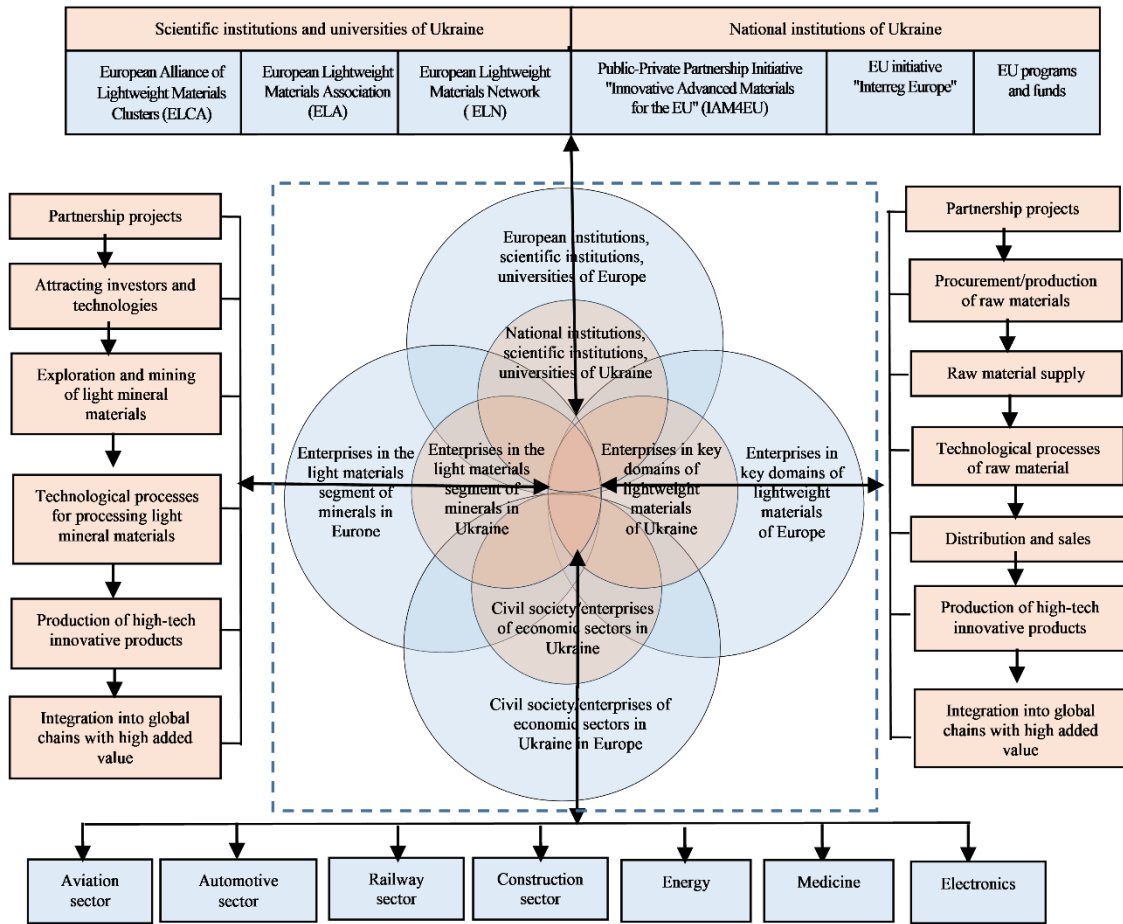 Scientific institutions and universities of Ukraine
National institutions of Ukraine
European Alliance of
Lightweight Materials
Clusters (ELCA)
European Lightweight
Materials Association
(ELA)
European Lightweight
Materials Network
( ELN)
Public-Private Partnership Initiative
"Innovative Advanced Materials
for the EU" (IAM4EU)
EU initiative
"Interreg Europe"
EU programs
and funds
Partnership projects
Attracting investors and
technologies
Exploration and mining
of light mineral
materials
Technological processes
for processing light
mineral materials
Production of high-tech
innovative products
Integration into global
chains with high added
value
European institutions,
scientific institutions,
universities of Europe
National institutions,
scientific institutions,
universities of Ukraine
Enterprises in the
light materials
segment of
minerals in
Europe
Enterprises in the
light materials
segment of
minerals in
Ukraine
Enterprises in key
domains of
lightweight
materials
of Ukraine
Enterprises in
key domains of
lightweight
materials
of Europe
Civil society/enterprises
of economic sectors in
Ukraine
Civil society/enterprises of
economic sectors in
Ukraine in Europe
Partnership projects
Procurement/production
of raw materials
Raw material supply
Technological processes
of raw material
Distribution and sales
Production of high-tech
innovative products
Integration into global
chains with high added
value
Aviation
sector
Automotive
sector
Railway
sector
Construction
sector
Energy
Medicine
Electronics